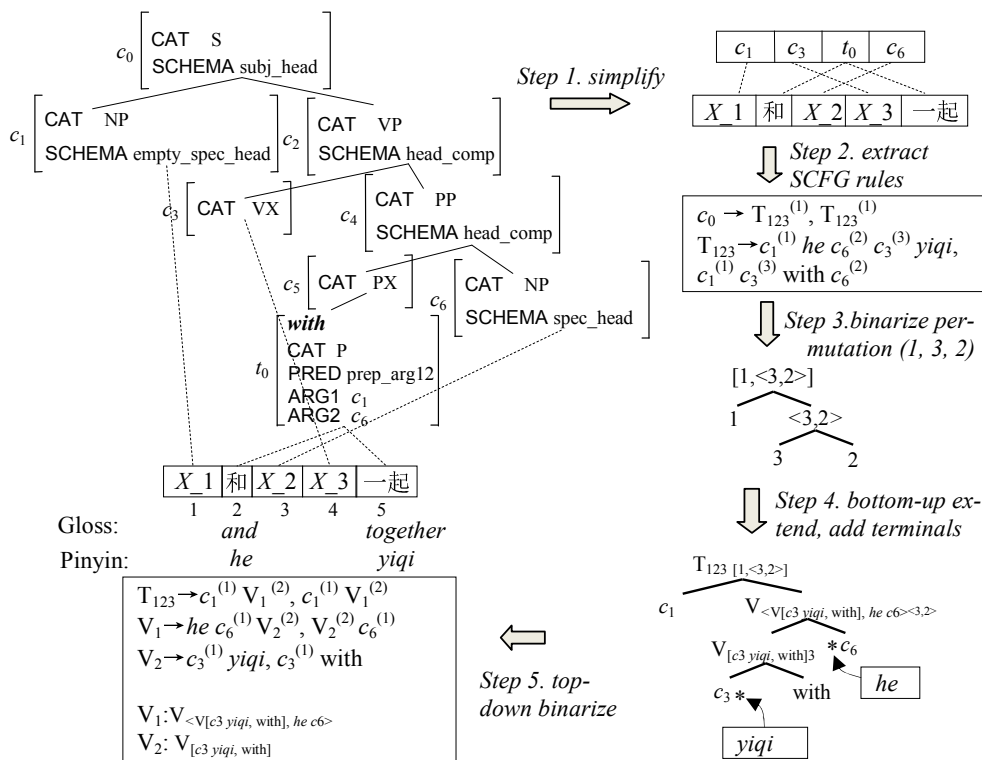 c₀ [CAT S
SCHEMA subj_head]
c₁ [CAT NP
SCHEMA empty_spec_head]
c₂ [CAT VP
SCHEMA head_comp]
c₃ [CAT VX]
c₄ [CAT PP
SCHEMA head_comp]
c₅ [CAT PX]
c₆ [CAT NP
SCHEMA spec_head]
with
t₀ [CAT P
PRED prep_arg12
ARG1 c₁
ARG2 c₆]
X_1 和 X_2 X_3 一起
1 2 3 4 5
Gloss: and together
Pinyin: he yiqi
Step 1. simplify
c₁ c₃ t₀ c₆
X_1 和 X_2 X_3 一起
Step 2. extract
SCFG rules
c₀ → T₁₂₃⁽¹⁾, T₁₂₃⁽¹⁾
T₁₂₃→c₁⁽¹⁾ he c₆⁽²⁾ c₃⁽³⁾ yiqi,
c₁⁽¹⁾ c₃⁽³⁾ with c₆⁽²⁾
Step 3.binarize per-
mutation (1, 3, 2)
[1,<3,2>]
1 <3,2>
3 2
Step 4. bottom-up ex-
tend, add terminals
T₁₂₃ [1,<3,2>]
c₁ V<V[c3 yiqi, with], he c6><3,2>
V[c3 yiqi, with]3 *c₆
c₃ * with
he
yiqi
Step 5. top-
down binarize
T₁₂₃→c₁⁽¹⁾ V₁⁽²⁾, c₁⁽¹⁾ V₁⁽²⁾
V₁→he c₆⁽¹⁾ V₂⁽²⁾, V₂⁽²⁾ c₆⁽¹⁾
V₂→c₃⁽¹⁾ yiqi, c₃⁽¹⁾ with
V₁:V<V[c3 yiqi, with], he c6>
V₂: V[c3 yiqi, with]